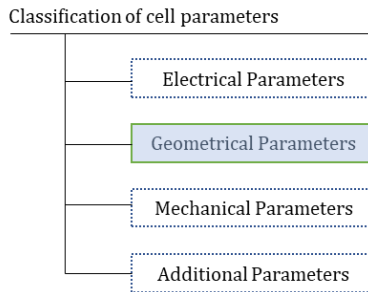 Classification of cell parameters
Electrical Parameters
Geometrical Parameters
Mechanical Parameters
Additional Parameters